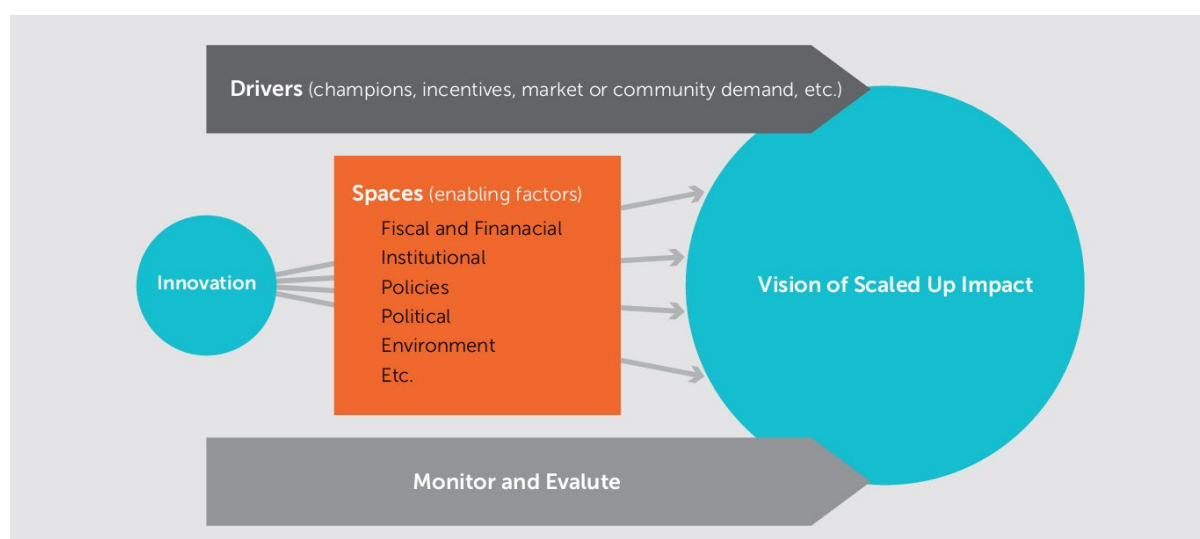 Drivers (champions, incentives, market or community demand, etc.)
Spaces (enabling factors)
Fiscal and Finanacial
Institutional
Policies
Political
Environment
Etc.
Innovation
Vision of Scaled Up Impact
Monitor and Evalute